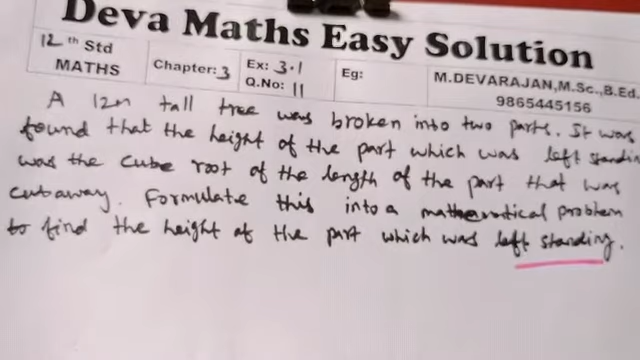 Deva Maths Easy Solution
12th Std
MATHS
Chapter: 3
Ex: 3.1
Q.No: 11
Eg:
M.DEVARAJAN,M.Sc.,B.Ed.
9865445156
A 12m tall tree was broken into two parts. It was
found that the height of the part which was left standin
was the cube root of the length of the part that was
cut away. Formulate this into a mathematical problem
to find the height of the part which was left standing.